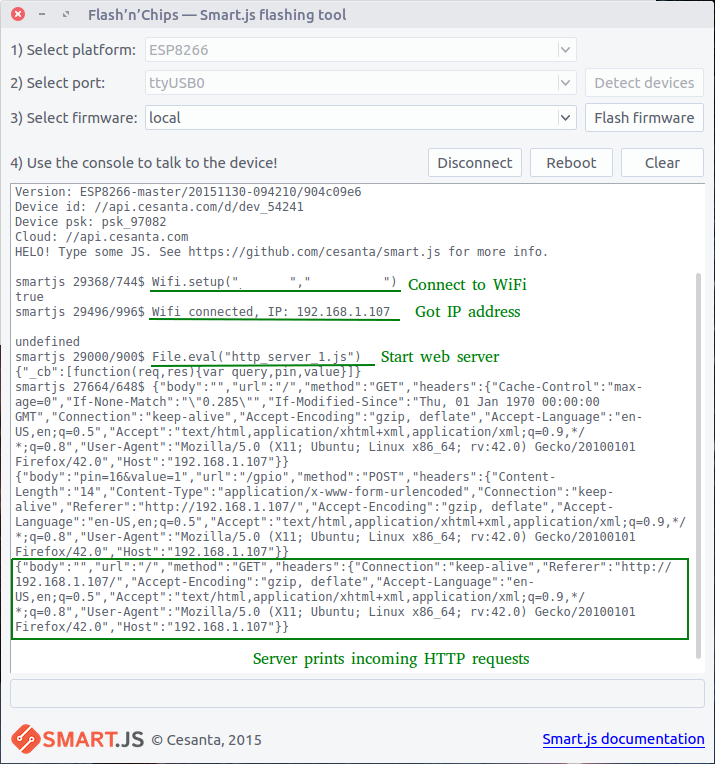 Flash’n’Chips — Smart.js flashing tool
1) Select platform: ESP8266
2) Select port: ttyUSB0 Detect devices
3) Select firmware: local Flash firmware
4) Use the console to talk to the device! Disconnect Reboot Clear
Version: ESP8266-master/20151130-094210/904c09e6
Device id: //api.cesanta.com/d/dev_54241
Device psk: psk_97082
Cloud: //api.cesanta.com
HELO! Type some JS. See https://github.com/cesanta/smart.js for more info.
smartjs 29368/744$ Wifi.setup("      ","          ") Connect to WiFi
true
smartjs 29496/996$ Wifi connected, IP: 192.168.1.107 Got IP address
undefined
smartjs 29000/900$ File.eval("http_server_1.js") Start web server
{"_cb":[function(req,res){var query,pin,value}]}
smartjs 27664/648$ {"body":"","url":"/","method":"GET","headers":{"Cache-Control":"max-
age=0","If-None-Match":"\"0.285\"","If-Modified-Since":"Thu, 01 Jan 1970 00:00:00
GMT","Connection":"keep-alive","Accept-Encoding":"gzip, deflate","Accept-Language":"en-
US,en;q=0.5","Accept":"text/html,application/xhtml+xml,application/xml;q=0.9,*/
*;q=0.8","User-Agent":"Mozilla/5.0 (X11; Ubuntu; Linux x86_64; rv:42.0) Gecko/20100101
Firefox/42.0","Host":"192.168.1.107"}}
{"body":"pin=16&value=1","url":"/gpio","method":"POST","headers":{"Content-
Length":"14","Content-Type":"application/x-www-form-urlencoded","Connection":"keep-
alive","Referer":"http://192.168.1.107/","Accept-Encoding":"gzip, deflate","Accept-
Language":"en-US,en;q=0.5","Accept":"text/html,application/xhtml+xml,application/xml;q=0.9,*/
*;q=0.8","User-Agent":"Mozilla/5.0 (X11; Ubuntu; Linux x86_64; rv:42.0) Gecko/20100101
Firefox/42.0","Host":"192.168.1.107"}}
{"body":"","url":"/","method":"GET","headers":{"Connection":"keep-alive","Referer":"http://
192.168.1.107/","Accept-Encoding":"gzip, deflate","Accept-Language":"en-
US,en;q=0.5","Accept":"text/html,application/xhtml+xml,application/xml;q=0.9,*/
*;q=0.8","User-Agent":"Mozilla/5.0 (X11; Ubuntu; Linux x86_64; rv:42.0) Gecko/20100101
Firefox/42.0","Host":"192.168.1.107"}}
Server prints incoming HTTP requests
SMART.JS © Cesanta, 2015 Smart.js documentation